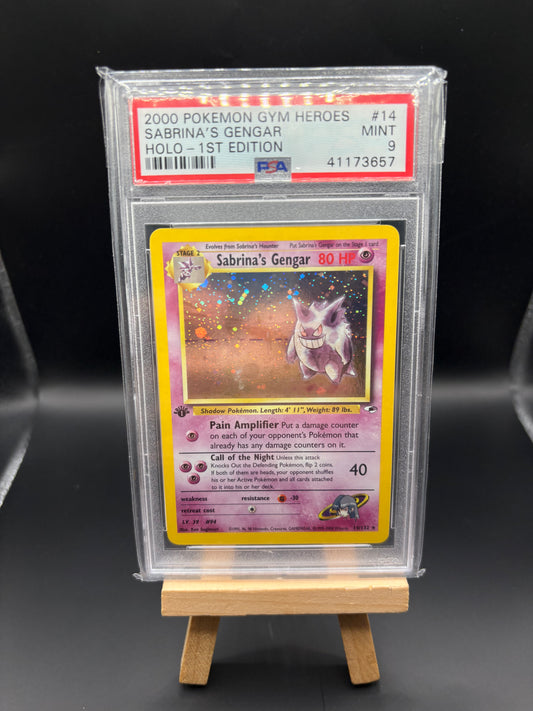 2000 POKEMON GYM HEROES #14
SABRINA'S GENGAR MINT
HOLO - 1ST EDITION 9
PSA 41173657
Evolves from Sabrina's Haunter Put Sabrina's Gengar on the Stage 1 card
STAGE 2
Sabrina's Gengar 80 HP
Shadow Pokémon. Length: 4' 11", Weight: 89 lbs.
Pain Amplifier Put a damage counter
on each of your opponent's Pokémon that
already has any damage counters on it.
Call of the Night Unless this attack
Knocks Out the Defending Pokémon, flip 2 coins.
If both of them are heads, your opponent shuffles
his or her Active Pokémon and all cards attached
to it into his or her deck.
40
weakness resistance -30
retreat cost
LV. 39 #94
14/132